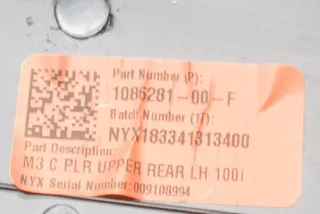 Part Number (P):
1086281-00-F
Batch Number (1T):
NYX183341313400
Part Description:
M3 C PLR UPPER REAR LH 100I
NYX Serial Number: 009108994